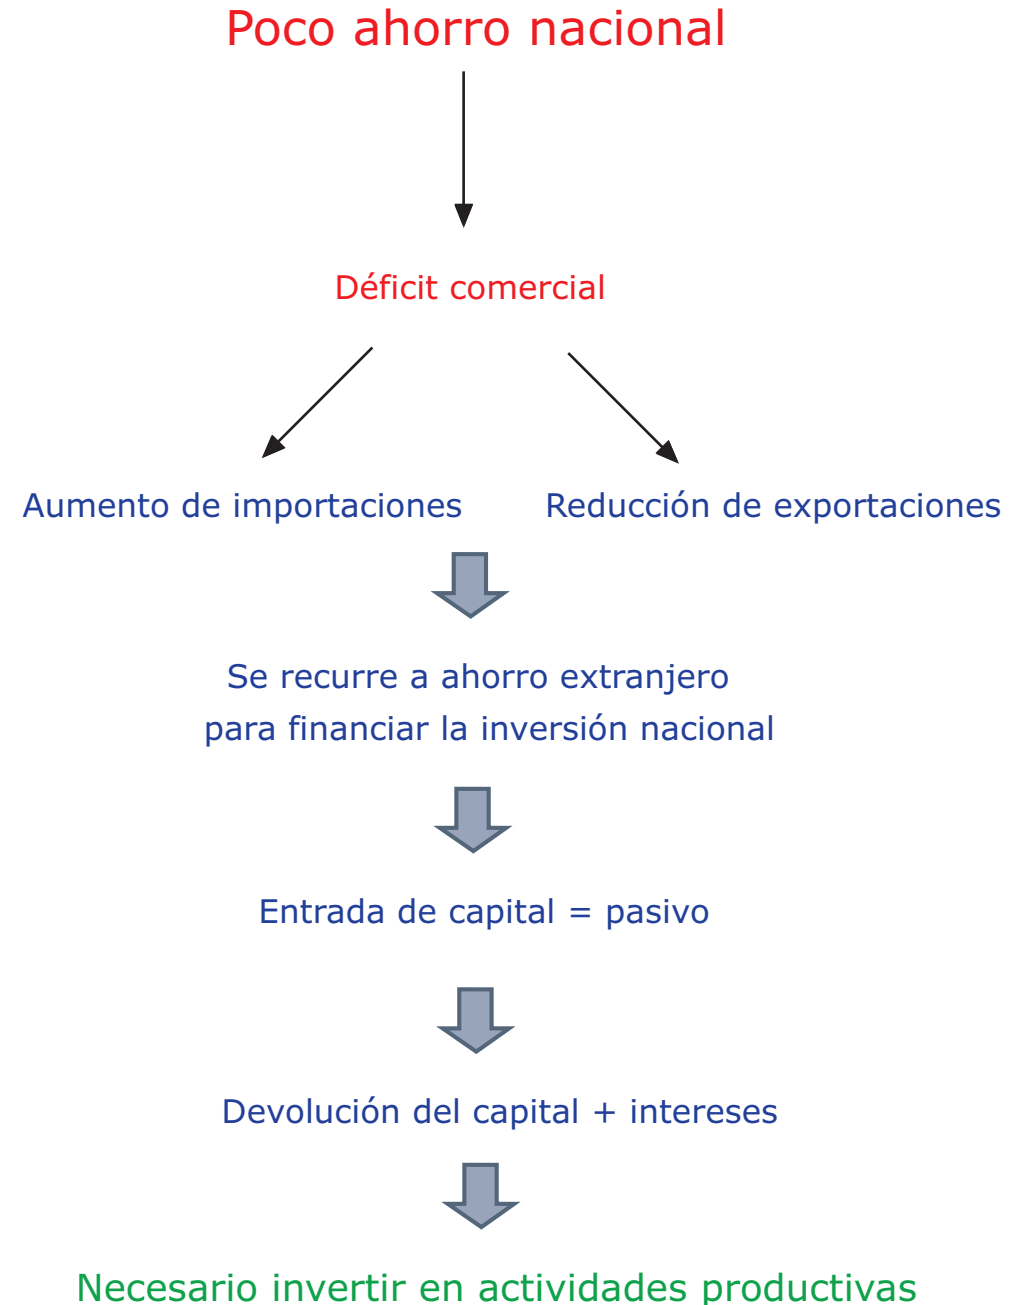 Poco ahorro nacional
Déficit comercial
Aumento de importaciones
Reducción de exportaciones
Se recurre a ahorro extranjero
para financiar la inversión nacional
Entrada de capital = pasivo
Devolución del capital + intereses
Necesario invertir en actividades productivas